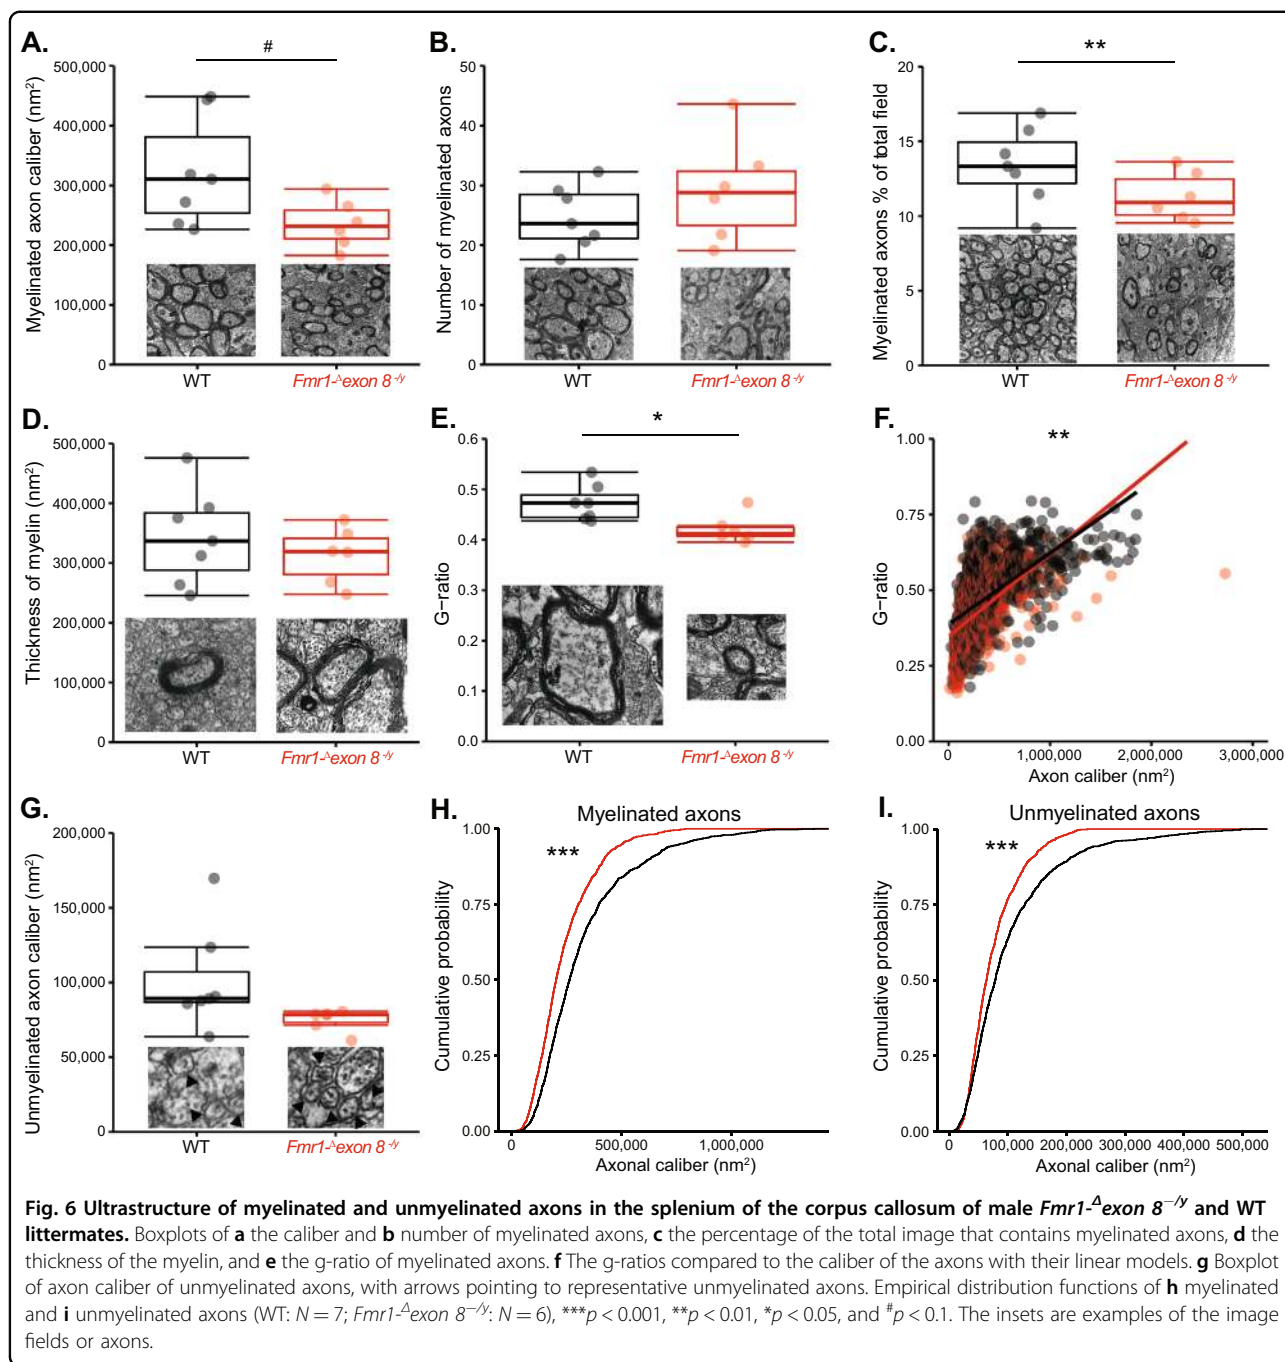 A.
#
Myelinated axon caliber (nm²)
500,000
400,000
300,000
200,000
100,000
0
WT
Fmr1-Δexon 8 -/y
B.
Number of myelinated axons
50
40
30
20
10
0
WT
Fmr1-Δexon 8 -/y
C.
**
Myelinated axons % of total field
20
15
10
5
0
WT
Fmr1-Δexon 8 -/y
D.
Thickness of myelin (nm²)
500,000
400,000
300,000
200,000
100,000
0
WT
Fmr1-Δexon 8 -/y
E.
*
G-ratio
0.6
0.5
0.4
0.3
0.2
0.1
0.0
WT
Fmr1-Δexon 8 -/y
F.
**
G-ratio
1.00
0.75
0.50
0.25
0.00
0
1,000,000
2,000,000
3,000,000
Axon caliber (nm²)
G.
Unmyelinated axon caliber (nm²)
200,000
150,000
100,000
50,000
0
WT
Fmr1-Δexon 8 -/y
H.
Myelinated axons
***
Cumulative probability
1.00
0.75
0.50
0.25
0.00
0
500,000
1,000,000
Axonal caliber (nm²)
I.
Unmyelinated axons
***
Cumulative probability
1.00
0.75
0.50
0.25
0.00
0
100,000
200,000
300,000
400,000
500,000
Axonal caliber (nm²)
Fig. 6 Ultrastructure of myelinated and unmyelinated axons in the splenium of the corpus callosum of male Fmr1-Δexon 8−/y and WT
littermates. Boxplots of a the caliber and b number of myelinated axons, c the percentage of the total image that contains myelinated axons, d the
thickness of the myelin, and e the g-ratio of myelinated axons. f The g-ratios compared to the caliber of the axons with their linear models. g Boxplot
of axon caliber of unmyelinated axons, with arrows pointing to representative unmyelinated axons. Empirical distribution functions of h myelinated
and i unmyelinated axons (WT: N = 7; Fmr1-Δexon 8−/y: N = 6), ***p < 0.001, **p < 0.01, *p < 0.05, and #p < 0.1. The insets are examples of the image
fields or axons.